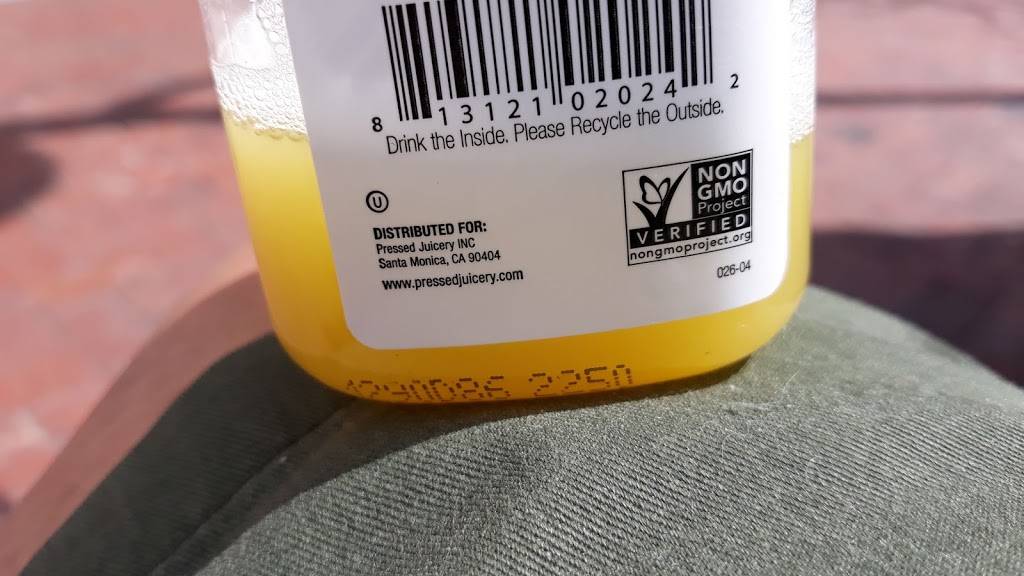 8 13121 02024 2
Drink the Inside. Please Recycle the Outside.
U
DISTRIBUTED FOR:
Pressed Juicery INC
Santa Monica, CA 90404
www.pressedjuicery.com
NON
GMO
Project
VERIFIED
nongmoproject.org
026-04